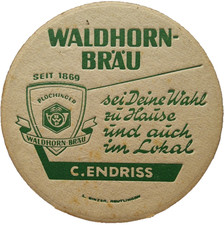 WALDHORN-
BRÄU
SEIT 1869
PLOCHINGER
WALDHORN-BRÄU
sei Deine Wahl
zu Hause
und auch
im Lokal
C. ENDRISS